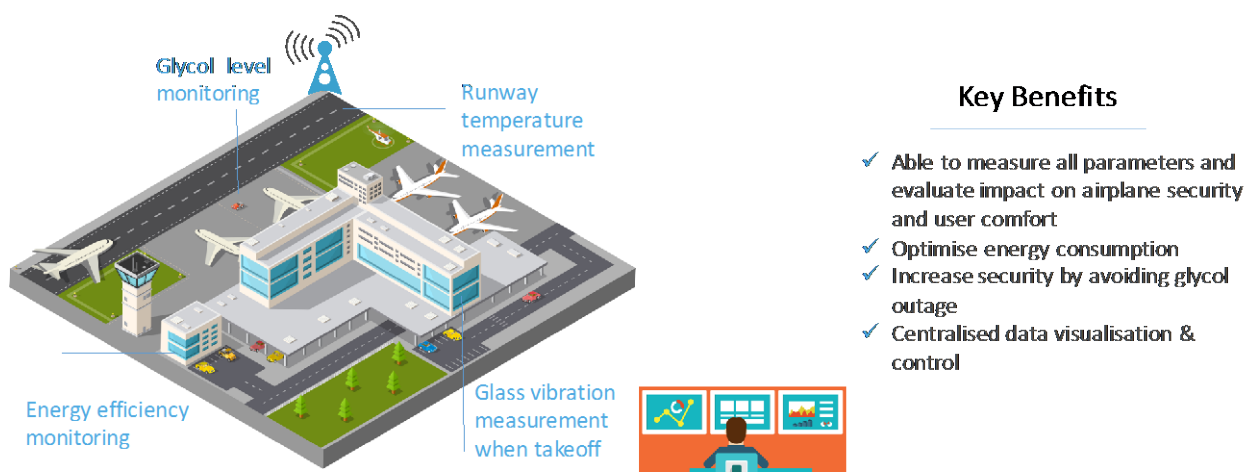 Glycol level
monitoring
Runway
temperature
measurement
Energy efficiency
monitoring
Glass vibration
measurement
when takeoff
Key Benefits
✓ Able to measure all parameters and
evaluate impact on airplane security
and user comfort
✓ Optimise energy consumption
✓ Increase security by avoiding glycol
outage
✓ Centralised data visualisation &
control